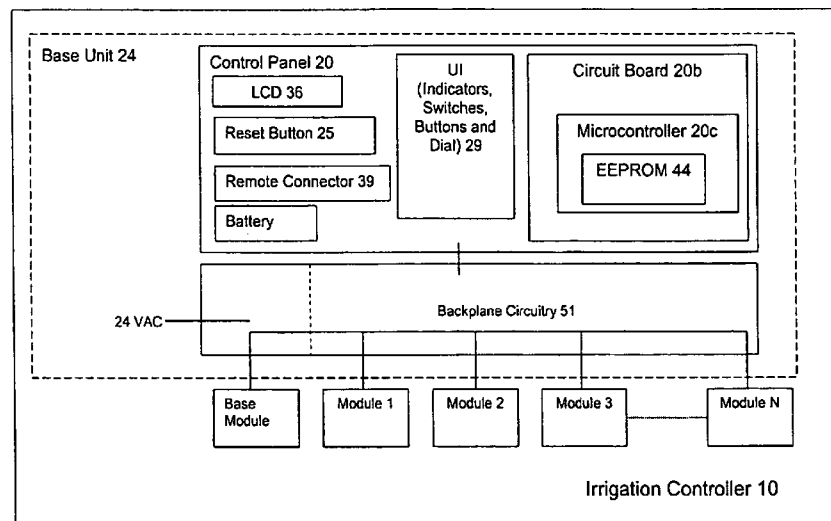 Base Unit 24
Control Panel 20
LCD 36
Reset Button 25
Remote Connector 39
Battery
UI
(Indicators,
Switches,
Buttons and
Dial) 29
Circuit Board 20b
Microcontroller 20c
EEPROM 44
24 VAC
Backplane Circuitry 51
Base
Module
Module 1
Module 2
Module 3
Module N
Irrigation Controller 10